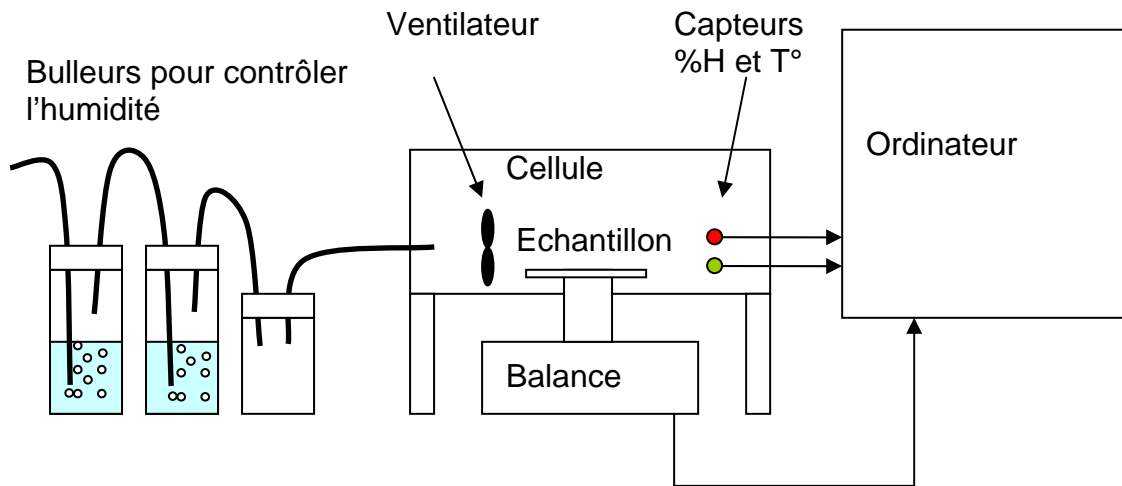 Ventilateur
Capteurs
%H et T°
Bulleurs pour contrôler
l'humidité
Ordinateur
Cellule
Echantillon
Balance